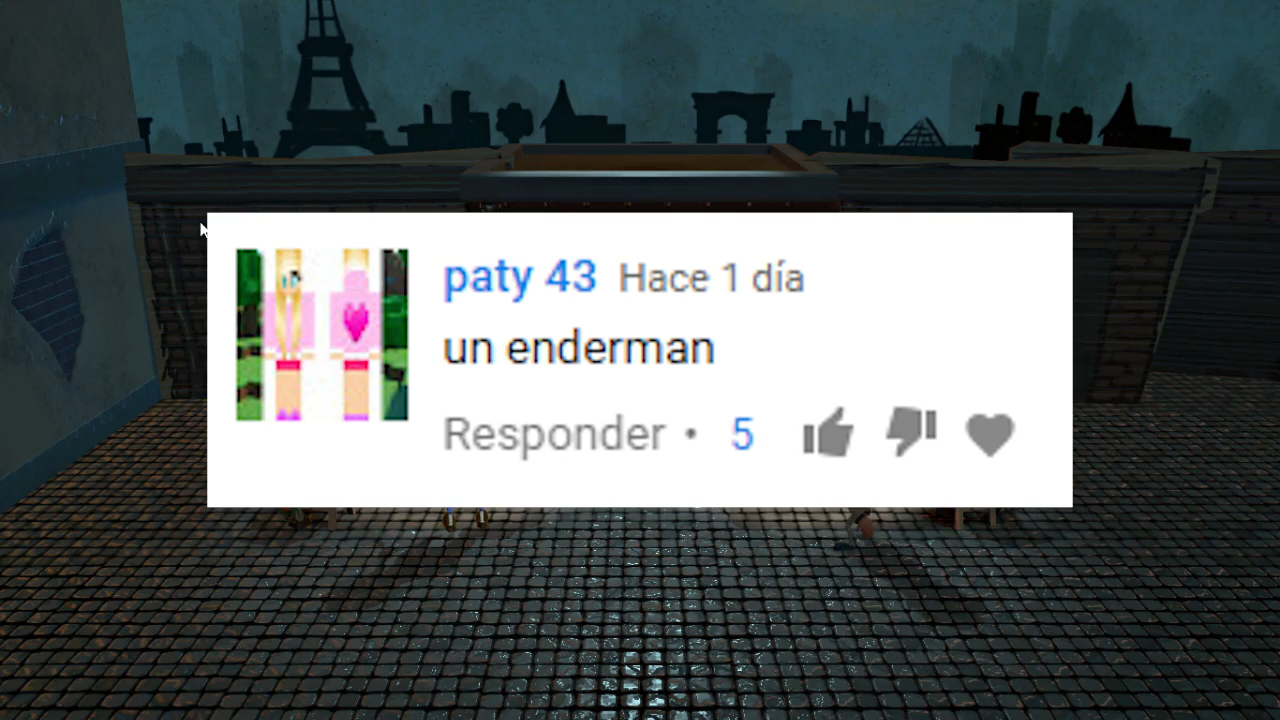 paty 43 Hace 1 día
un enderman
Responder • 5